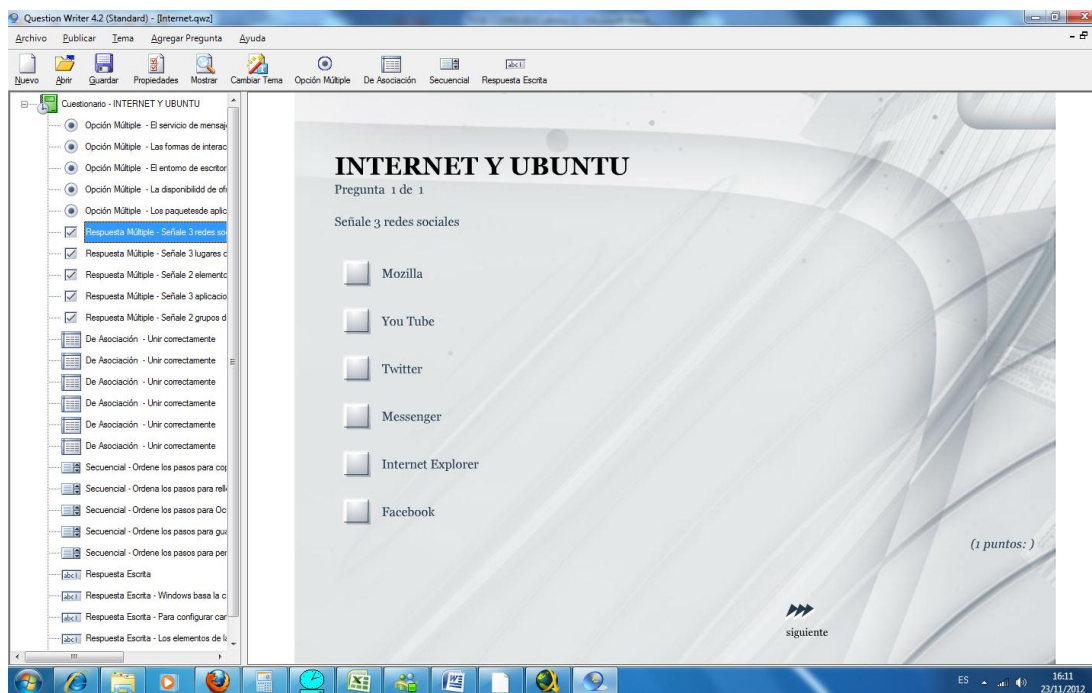 Question Writer 4.2 (Standard) - [Internet.qwz]
Archivo Publicar Tema Agregar Pregunta Ayuda
Nuevo Abrir Guardar Propiedades Mostrar Cambiar Tema Opción Múltiple De Asociación Secuencial Respuesta Escrita
Cuestionario - INTERNET Y UBUNTU
Opción Múltiple - El servicio de mensaj
Opción Múltiple - Las formas de interac
Opción Múltiple - El entorno de escritor
Opción Múltiple - La disponibilidd de ofi
Opción Múltiple - Los paquetesde aplic
Respuesta Múltiple - Señale 3 redes so
Respuesta Múltiple - Señale 3 lugares c
Respuesta Múltiple - Señale 2 elemento
Respuesta Múltiple - Señale 3 aplicacio
Respuesta Múltiple - Señale 2 grupos d
De Asociación - Unir correctamente
De Asociación - Unir correctamente
De Asociación - Unir correctamente
De Asociación - Unir correctamente
De Asociación - Unir correctamente
De Asociación - Unir correctamente
Secuencial - Ordene los pasos para cop
Secuencial - Ordena los pasos para rell
Secuencial - Ordene los pasos para Oc
Secuencial - Ordene los pasos para gua
Secuencial - Ordene los pasos para per
Respuesta Escrita
Respuesta Escrita - Windows basa la c
Respuesta Escrita - Para configurar car
Respuesta Escrita - Los elementos de la
INTERNET Y UBUNTU
Pregunta 1 de 1
Señale 3 redes sociales
Mozilla
You Tube
Twitter
Messenger
Internet Explorer
Facebook
(1 puntos: )
siguiente
ES 16:11
23/11/2012